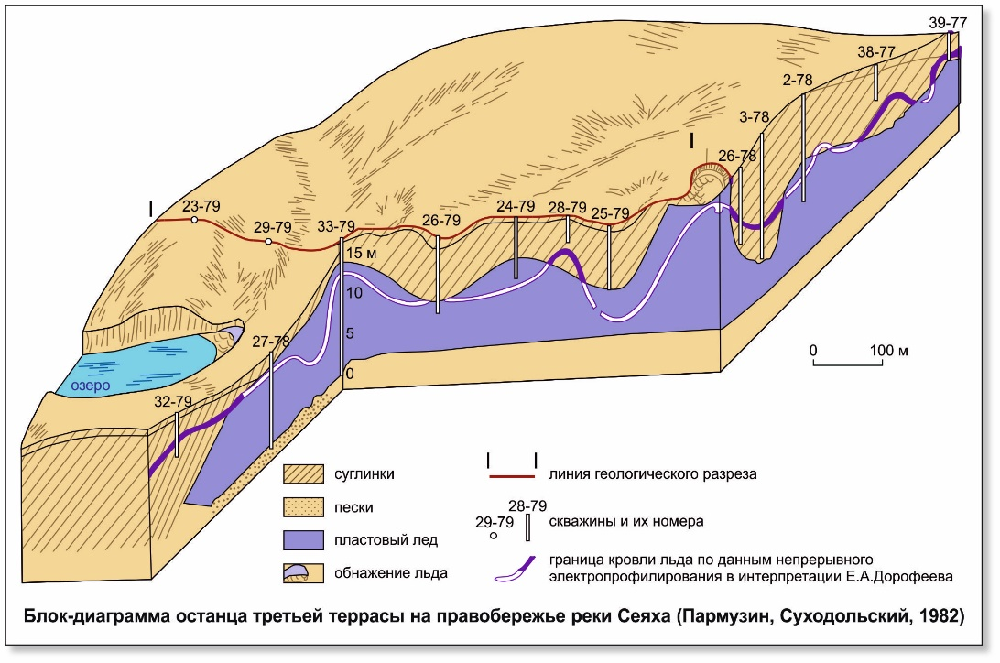 39-77
38-77
2-78
3-78
I
26-78
I
23-79
24-79
28-79
25-79
29-79
33-79
26-79
15 м
10
5
0
27-78
0 100 м
озеро
32-79
суглинки
пески
пластовый лед
обнажение льда
I I
линия геологического разреза
28-79
29-79
скважины и их номера
граница кровли льда по данным непрерывного
электропрофилирования в интерпретации Е.А.Дорофеева
Блок-диаграмма останца третьей террасы на правобережье реки Сеяха (Пармузин, Суходольский, 1982)